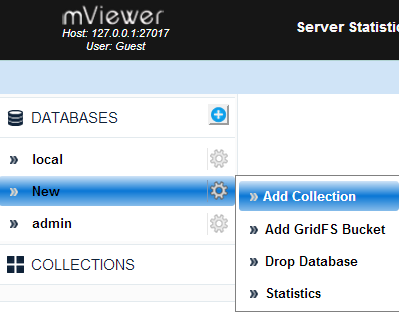 mViewer
Host: 127.0.0.1:27017
User: Guest
Server Statistic
DATABASES
local
New
admin
COLLECTIONS
Add Collection
Add GridFS Bucket
Drop Database
Statistics